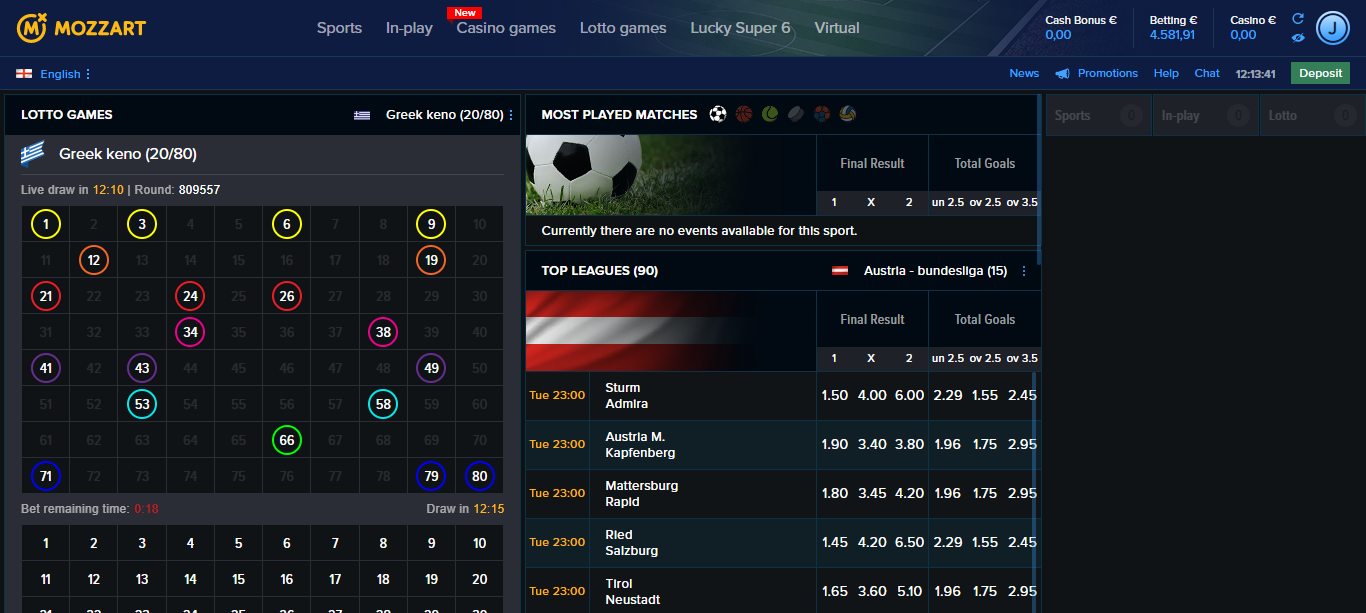 MOZZART
Sports In-play New Casino games Lotto games Lucky Super 6 Virtual
Cash Bonus € Betting € Casino €
0,00 4.581,91 0,00 J
English News Promotions Help Chat 12:13:41 Deposit
LOTTO GAMES Greek keno (20/80)
Greek keno (20/80)
Live draw in 12:10 | Round: 809557
1 2 3 4 5 6 7 8 9 10
11 12 13 14 15 16 17 18 19 20
21 22 23 24 25 26 27 28 29 30
31 32 33 34 35 36 37 38 39 40
41 42 43 44 45 46 47 48 49 50
51 52 53 54 55 56 57 58 59 60
61 62 63 64 65 66 67 68 69 70
71 72 73 74 75 76 77 78 79 80
Bet remaining time: 0:18 Draw in 12:15
1 2 3 4 5 6 7 8 9 10
11 12 13 14 15 16 17 18 19 20
MOST PLAYED MATCHES
Final Result Total Goals
1 X 2 un 2.5 ov 2.5 ov 3.5
Currently there are no events available for this sport.
TOP LEAGUES (90) Austria - bundesliga (15)
Final Result Total Goals
1 X 2 un 2.5 ov 2.5 ov 3.5
Tue 23:00 Sturm 1.50 4.00 6.00 2.29 1.55 2.45
Admira
Tue 23:00 Austria M. 1.90 3.40 3.80 1.96 1.75 2.95
Kapfenberg
Tue 23:00 Mattersburg 1.80 3.45 4.20 1.96 1.75 2.95
Rapid
Tue 23:00 Ried 1.45 4.20 6.50 2.29 1.55 2.45
Salzburg
Tue 23:00 Tirol 1.65 3.60 5.10 1.96 1.75 2.95
Neustadt
Sports 0 In-play 0 Lotto 0